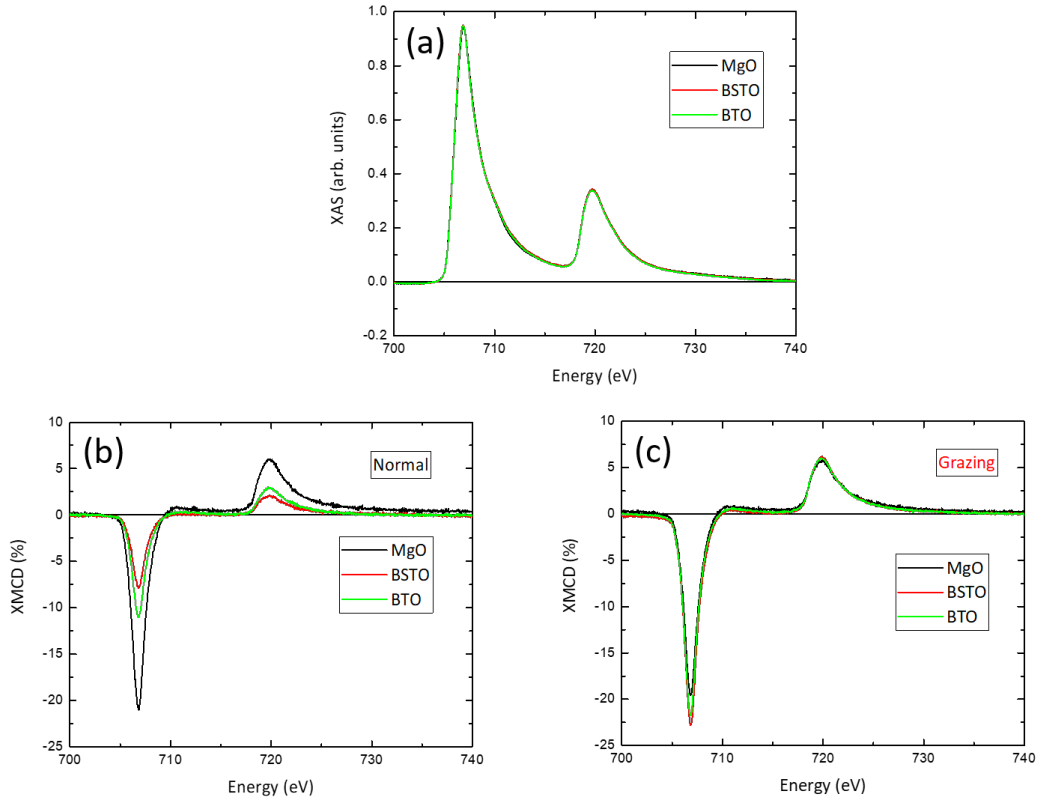 (a)
XAS (arb. units)
1.0
0.8
0.6
0.4
0.2
0.0
-0.2
MgO
BSTO
BTO
700 710 720 730 740
Energy (eV)
(b)
Normal
XMCD (%)
10
5
0
-5
-10
-15
-20
-25
MgO
BSTO
BTO
700 710 720 730 740
Energy (eV)
(c)
Grazing
XMCD (%)
10
5
0
-5
-10
-15
-20
-25
MgO
BSTO
BTO
700 710 720 730 740
Energy (eV)